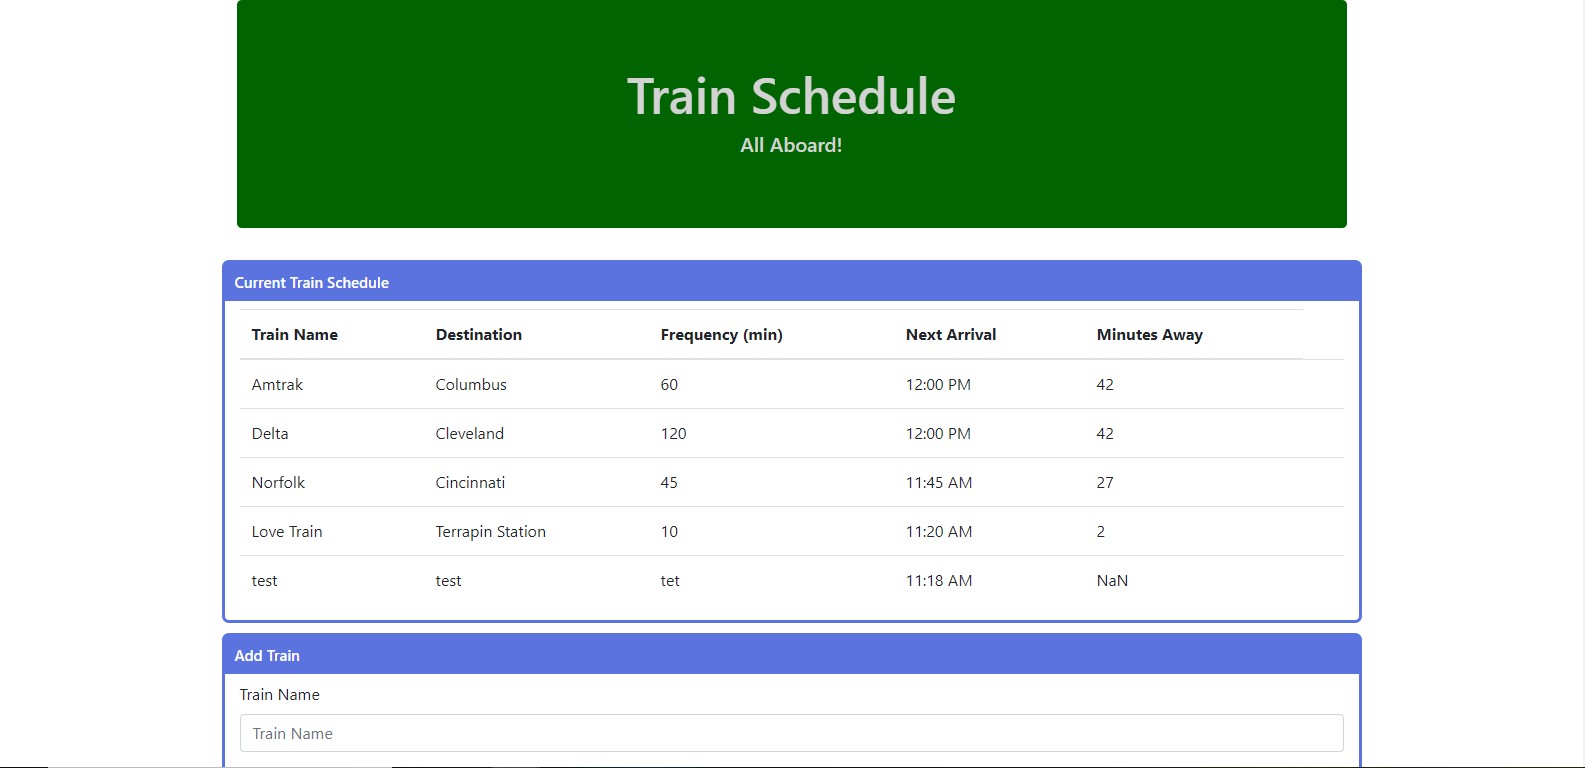 Train Schedule
All Aboard!
Current Train Schedule
Train Name Destination Frequency (min) Next Arrival Minutes Away
Amtrak Columbus 60 12:00 PM 42
Delta Cleveland 120 12:00 PM 42
Norfolk Cincinnati 45 11:45 AM 27
Love Train Terrapin Station 10 11:20 AM 2
test test tet 11:18 AM NaN
Add Train
Train Name
Train Name